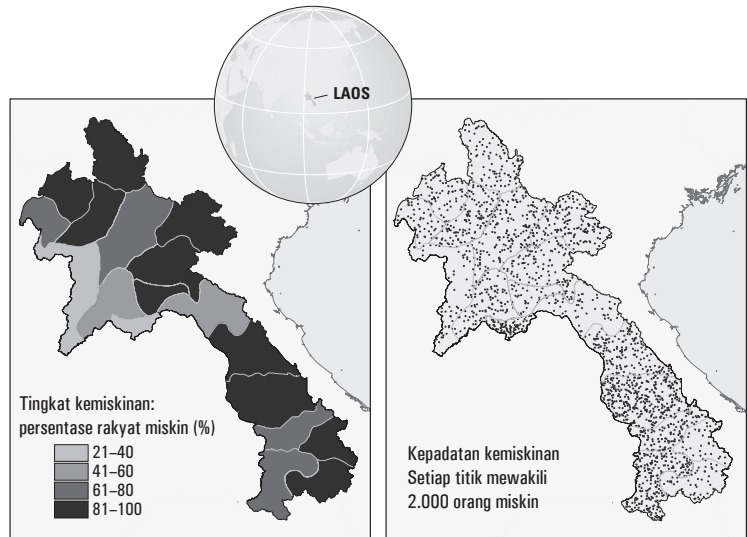 LAOS
Tingkat kemiskinan:
persentase rakyat miskin (%)
21–40
41–60
61–80
81–100
Kepadatan kemiskinan
Setiap titik mewakili
2.000 orang miskin